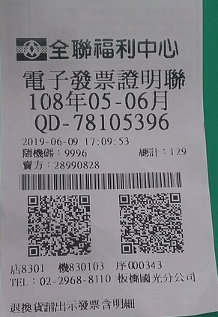 全聯福利中心
電子發票證明聯
108年05-06月
QD-78105396
2019-06-09 17:09:53
隨機碼:9996 總計:129
賣方:28990828
店8301 機830103 序000343
TEL:02-2968-8110 板橋國光分公司
退換貨請出示發票含明細